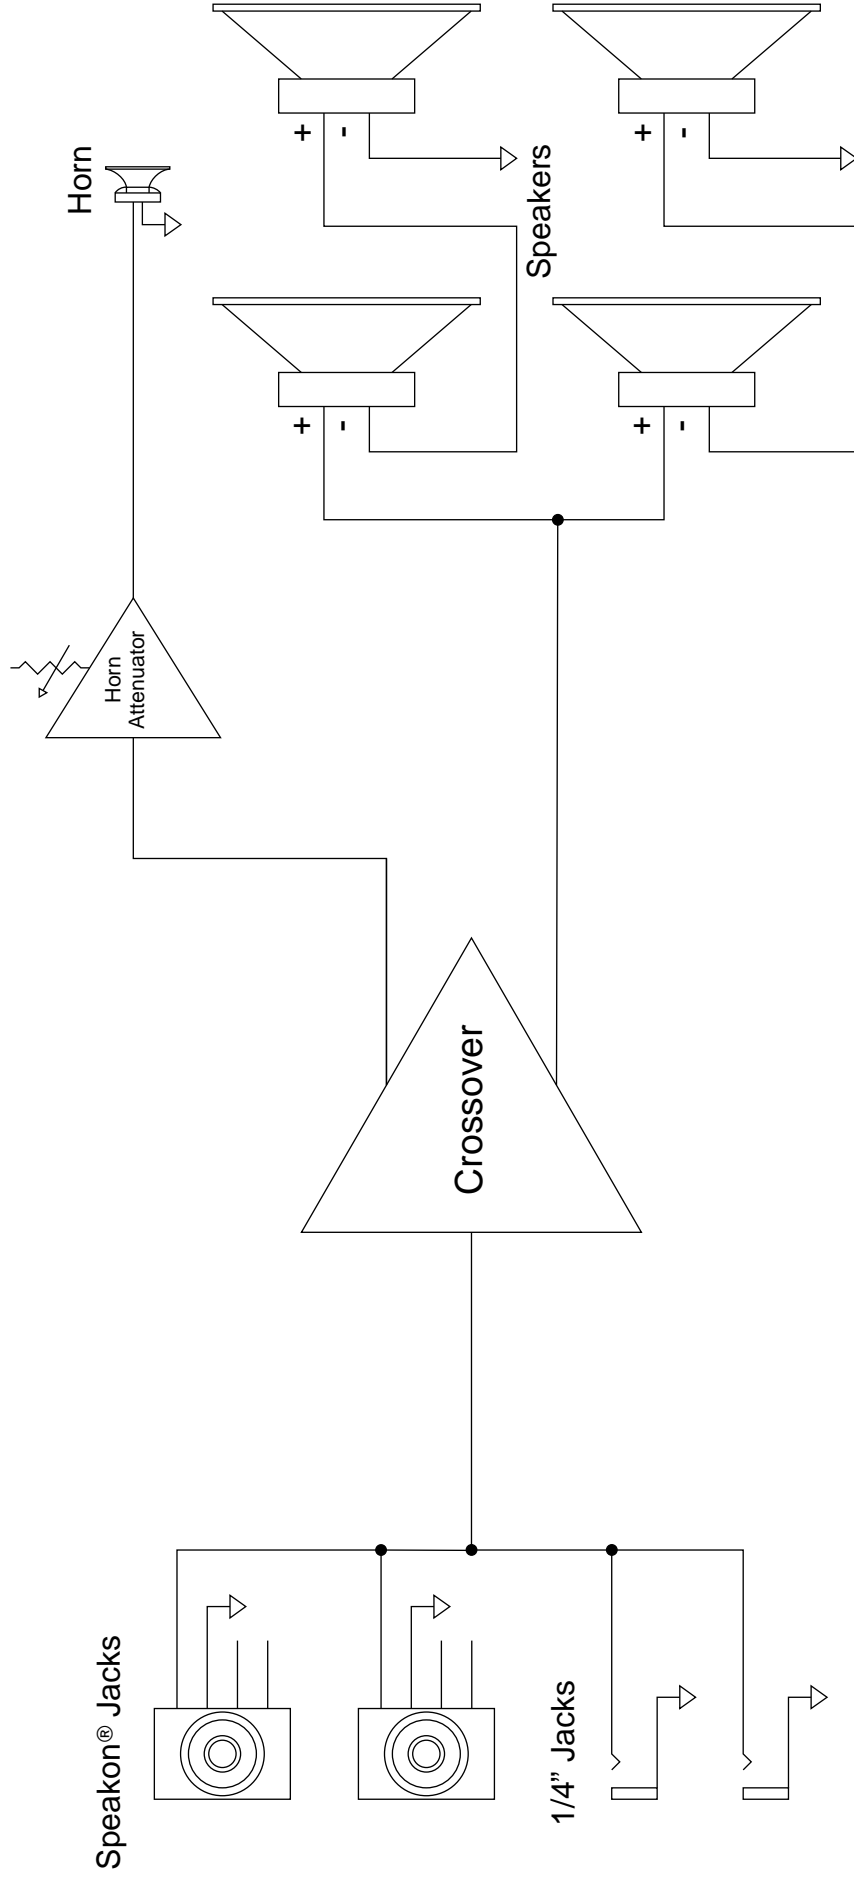 Speakon® Jacks
1/4” Jacks
Crossover
Horn
Attenuator
Horn
Speakers
+
-
+
-
+
-
+
-